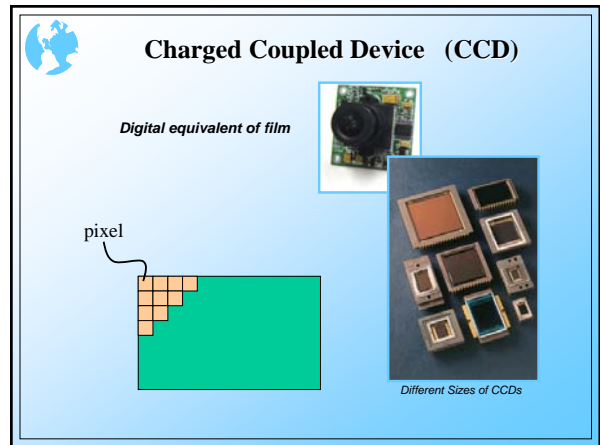 Charged Coupled Device (CCD)
Digital equivalent of film
pixel
Different Sizes of CCDs